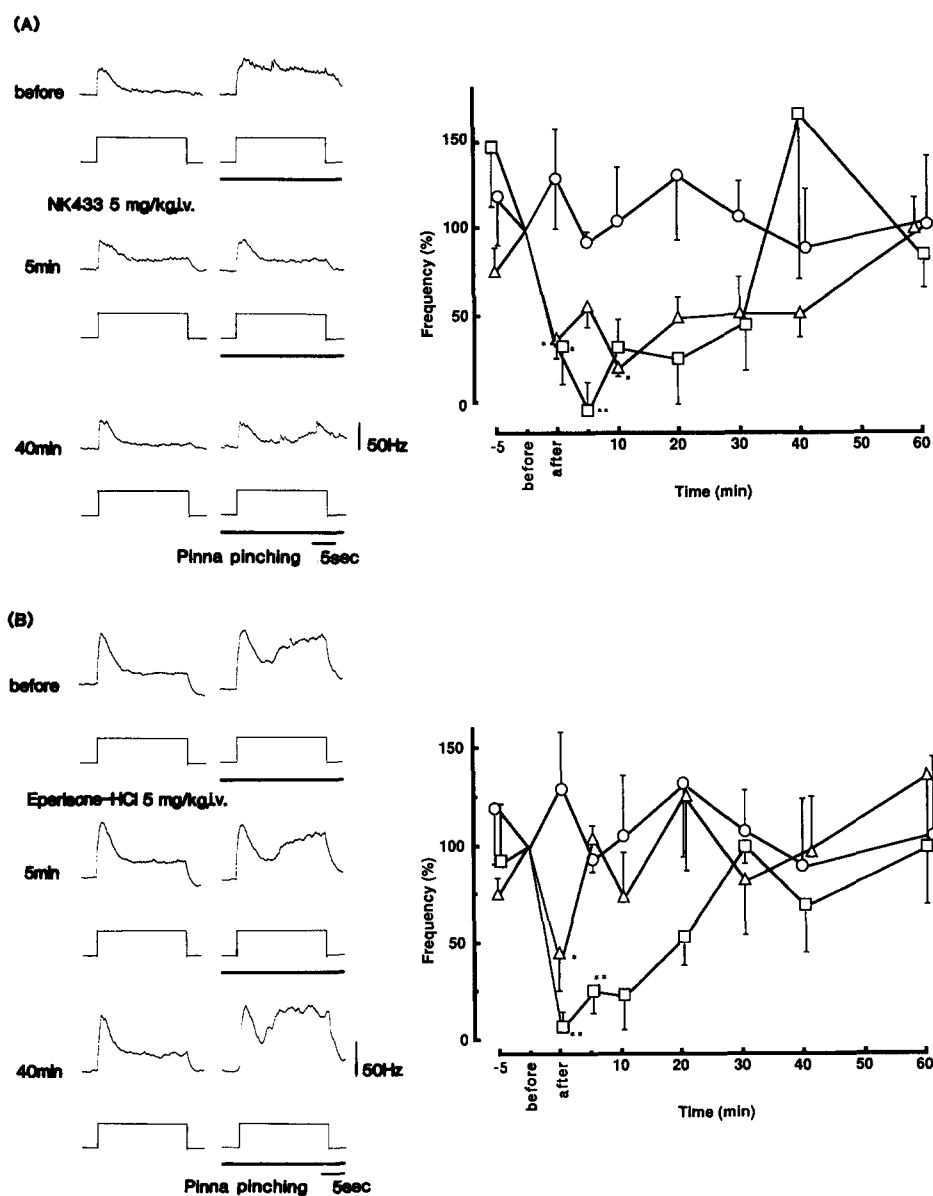 (A)
before
NK433 5 mg/kg,i.v.
5min
40min
50Hz
Pinna pinching 5sec
Frequency (%)
150
100
50
0
** *
**
*
-5 before after 10 20 30 40 50 60
Time (min)
(B)
before
Eperisone-HCl 5 mg/kg,i.v.
5min
40min
50Hz
Pinna pinching 5sec
Frequency (%)
150
100
50
0
*
**
**
-5 before after 10 20 30 40 50 60
Time (min)